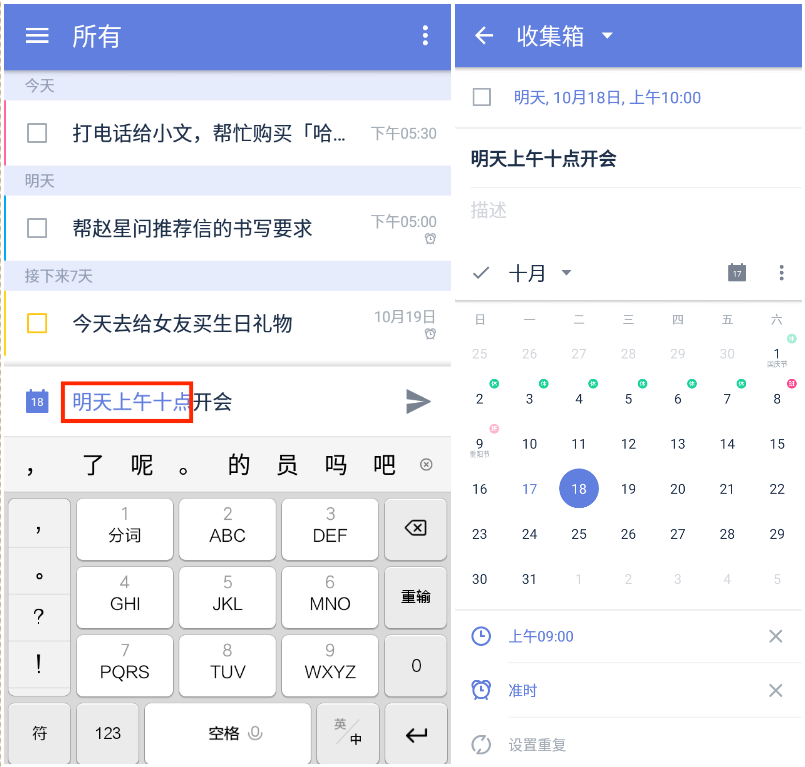 所有
今天
打电话给小文，帮忙购买「哈... 下午05:30
明天
帮赵星问推荐信的书写要求 下午05:00
接下来7天
今天去给女友买生日礼物 10月19日
18 明天上午十点开会
， 了 呢 。 的 员 吗 吧
， 1 分词 2 ABC 3 DEF
。 4 GHI 5 JKL 6 MNO 重输
? 7 PQRS 8 TUV 9 WXYZ 0
!
符 123 空格 英/中
收集箱
明天, 10月18日, 上午10:00
明天上午十点开会
描述
十月 17
日 一 二 三 四 五 六
25 26 27 28 29 30 1 休
国庆节
2 休 3 休 4 休 5 休 6 休 7 休 8 班
9 休 10 11 12 13 14 15
重阳节
16 17 18 19 20 21 22
23 24 25 26 27 28 29
30 31 1 2 3 4 5
上午09:00
准时
设置重复